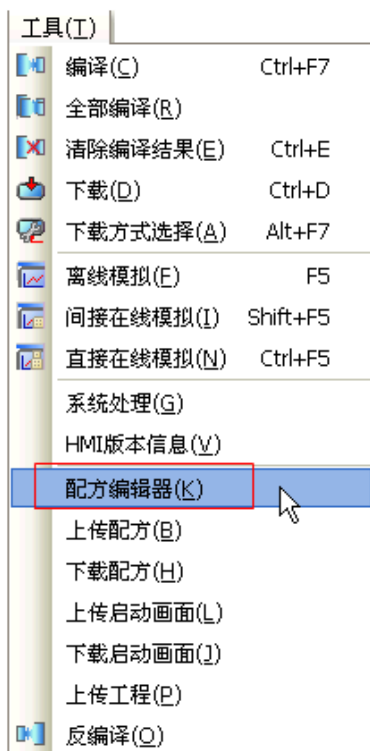 工具(T)
编译(C) Ctrl+F7
全部编译(R)
清除编译结果(E) Ctrl+E
下载(D) Ctrl+D
下载方式选择(A) Alt+F7
离线模拟(F) F5
间接在线模拟(I) Shift+F5
直接在线模拟(N) Ctrl+F5
系统处理(G)
HMI版本信息(V)
配方编辑器(K)
上传配方(B)
下载配方(H)
上传启动画面(L)
下载启动画面(J)
上传工程(P)
反编译(O)